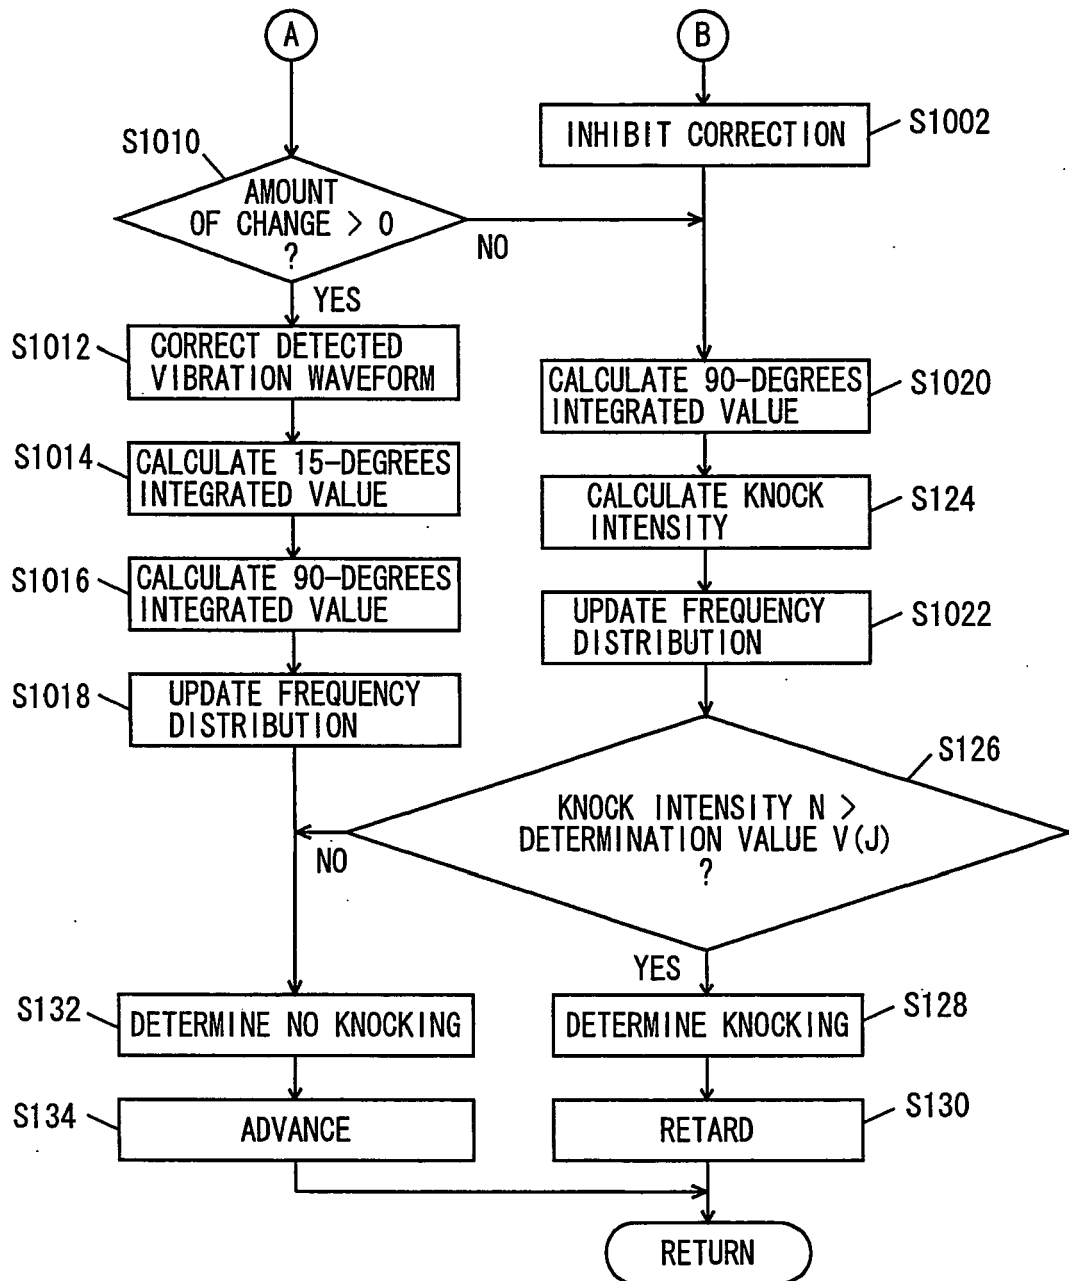 A
B
INHIBIT CORRECTION
S1002
S1010
AMOUNT
OF CHANGE > 0
?
NO
YES
S1012
CORRECT DETECTED
VIBRATION WAVEFORM
CALCULATE 90-DEGREES
INTEGRATED VALUE
S1020
S1014
CALCULATE 15-DEGREES
INTEGRATED VALUE
CALCULATE KNOCK
INTENSITY
S124
S1016
CALCULATE 90-DEGREES
INTEGRATED VALUE
UPDATE FREQUENCY
DISTRIBUTION
S1022
S1018
UPDATE FREQUENCY
DISTRIBUTION
S126
KNOCK INTENSITY N >
DETERMINATION VALUE V(J)
?
NO
YES
S132
DETERMINE NO KNOCKING
DETERMINE KNOCKING
S128
S134
ADVANCE
RETARD
S130
RETURN